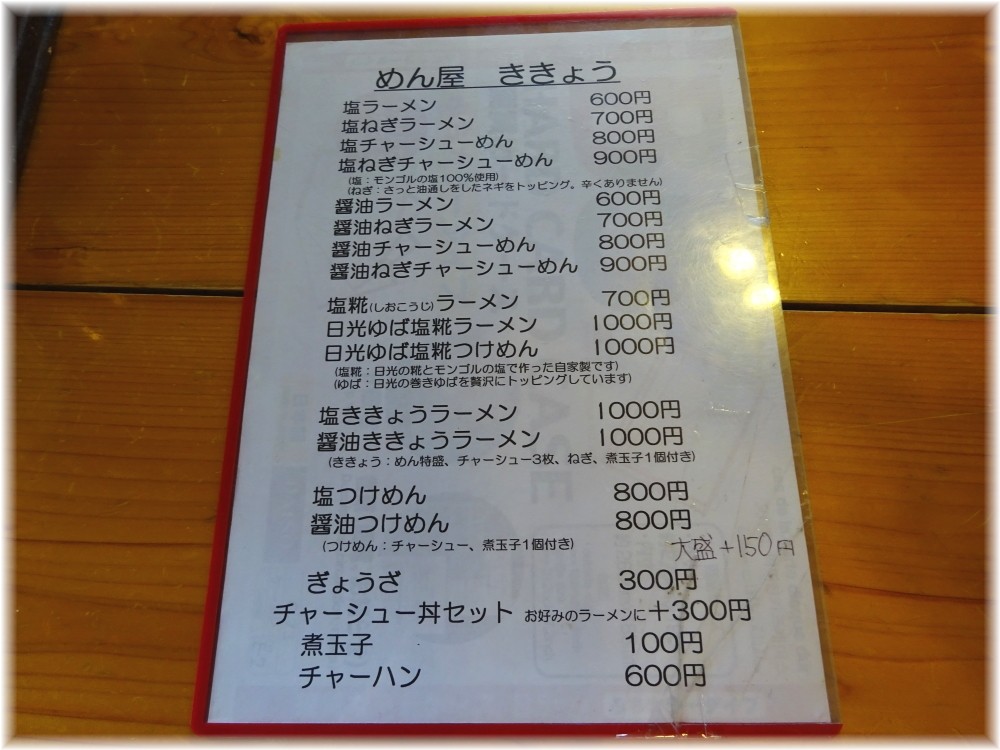 めん屋　ききょう
塩ラーメン　600円
塩ねぎラーメン　700円
塩チャーシューめん　800円
塩ねぎチャーシューめん　900円
(塩：モンゴルの塩100%使用)
(ねぎ：さっと油通しをしたネギをトッピング。辛くありません)
醤油ラーメン　600円
醤油ねぎラーメン　700円
醤油チャーシューめん　800円
醤油ねぎチャーシューめん　900円
塩糀(しおこうじ)ラーメン　700円
日光ゆば塩糀ラーメン　1000円
日光ゆば塩糀つけめん　1000円
(塩糀：日光の糀とモンゴルの塩で作った自家製です)
(ゆば：日光の巻きゆばを贅沢にトッピングしています)
塩ききょうラーメン　1000円
醤油ききょうラーメン　1000円
(ききょう：めん特盛、チャーシュー3枚、ねぎ、煮玉子1個付き)
塩つけめん　800円
醤油つけめん　800円
(つけめん：チャーシュー、煮玉子1個付き)
大盛+150円
ぎょうざ　300円
チャーシュー丼セット　お好みのラーメンに＋300円
煮玉子　100円
チャーハン　600円